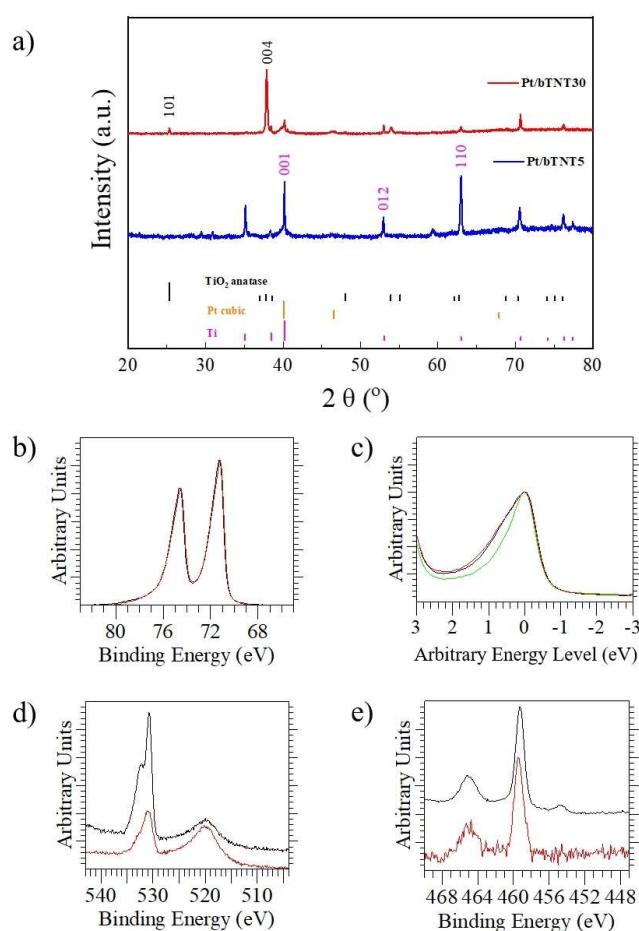 a)
Intensity (a.u.)
101
004
Pt/bTNT30
001
012
110
Pt/bTNT5
TiO2 anatase
Pt cubic
Ti
20 30 40 50 60 70 80
2 θ (°)
b)
Arbitrary Units
80 76 72 68
Binding Energy (eV)
c)
Arbitrary Units
3 2 1 0 -1 -2 -3
Arbitrary Energy Level (eV)
d)
Arbitrary Units
540 530 520 510
Binding Energy (eV)
e)
Arbitrary Units
468 464 460 456 452 448
Binding Energy (eV)